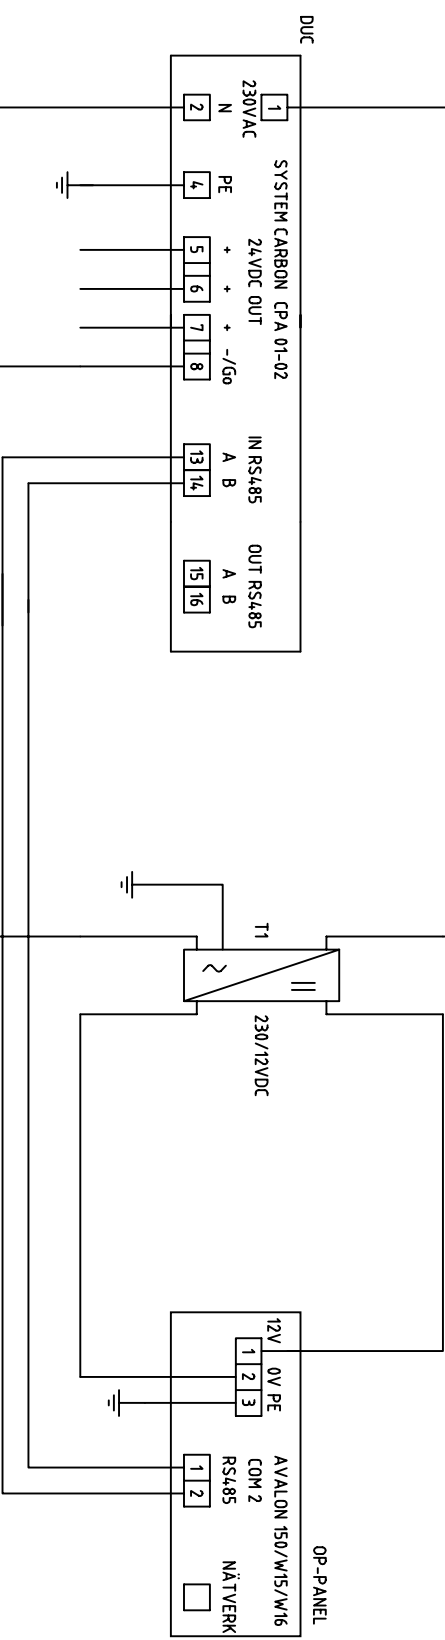 DUC
1
230VAC
2
N
SYSTEM CARBON CPA 01-02
4
PE
24VDC OUT
5
+
6
+
7
+
8
-/Go
IN RS485
13
A
14
B
OUT RS485
15
A
16
B
T1
230/12VDC
OP-PANEL
AVALON 150/W15/W16
12V
0V
PE
1
2
3
COM 2
RS485
1
2
NÄTVERK